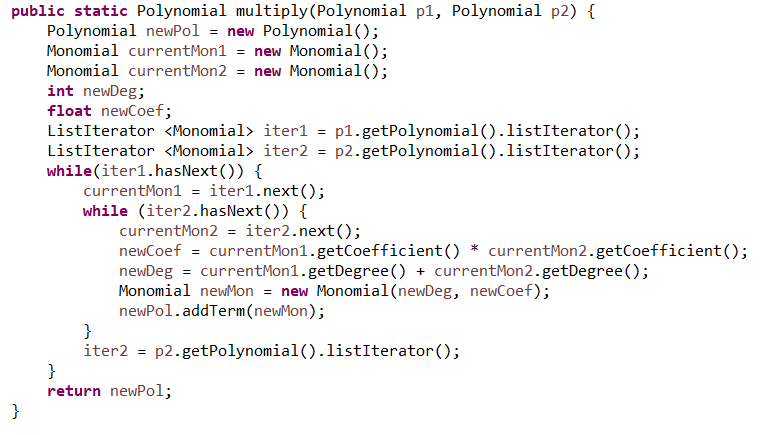 public static Polynomial multiply(Polynomial p1, Polynomial p2) {
    Polynomial newPol = new Polynomial();
    Monomial currentMon1 = new Monomial();
    Monomial currentMon2 = new Monomial();
    int newDeg;
    float newCoef;
    ListIterator <Monomial> iter1 = p1.getPolynomial().listIterator();
    ListIterator <Monomial> iter2 = p2.getPolynomial().listIterator();
    while(iter1.hasNext()) {
        currentMon1 = iter1.next();
        while (iter2.hasNext()) {
            currentMon2 = iter2.next();
            newCoef = currentMon1.getCoefficient() * currentMon2.getCoefficient();
            newDeg = currentMon1.getDegree() + currentMon2.getDegree();
            Monomial newMon = new Monomial(newDeg, newCoef);
            newPol.addTerm(newMon);
        }
        iter2 = p2.getPolynomial().listIterator();
    }
    return newPol;
}